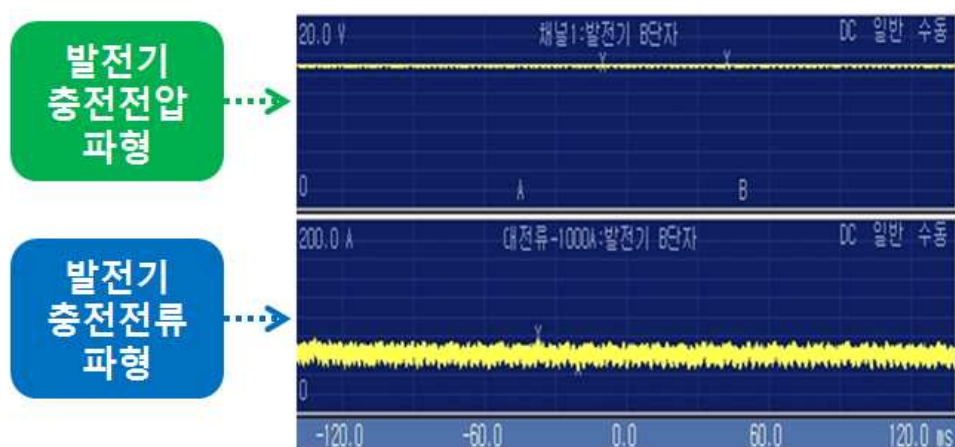 발전기
충전전압
파형
20.0 V 채널1:발전기 B단자 DC 일반 수동
0 A B
발전기
충전전류
파형
200.0 A 대전류-1000A:발전기 B단자 DC 일반 수동
0
-120.0 -60.0 0.0 60.0 120.0 ms